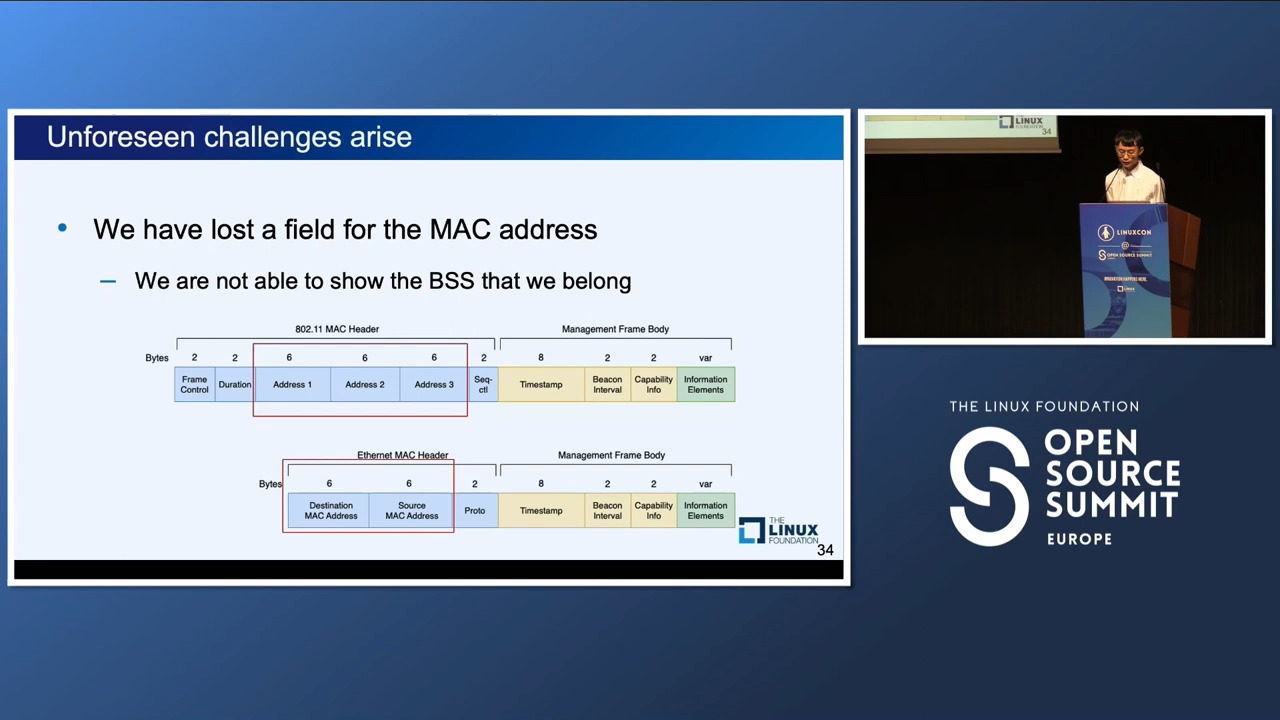 Unforeseen challenges arise
• We have lost a field for the MAC address
– We are not able to show the BSS that we belong
802.11 MAC Header
Management Frame Body
Bytes 2 2 6 6 6 2 8 2 2 var
Frame Control
Duration
Address 1
Address 2
Address 3
Seq-ctl
Timestamp
Beacon Interval
Capability Info
Information Elements
Ethernet MAC Header
Management Frame Body
Bytes 6 6 2 8 2 2 var
Destination MAC Address
Source MAC Address
Proto
Timestamp
Beacon Interval
Capability Info
Information Elements
THE LINUX FOUNDATION
34
LINUX
FOUNDATION
34
LINUXCON
@
OPEN SOURCE SUMMIT
THE LINUX FOUNDATION
OPEN
SOURCE
SUMMIT
EUROPE